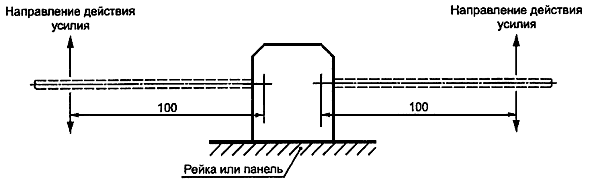 Направление действия
усилия
Направление действия
усилия
100
100
Рейка или панель